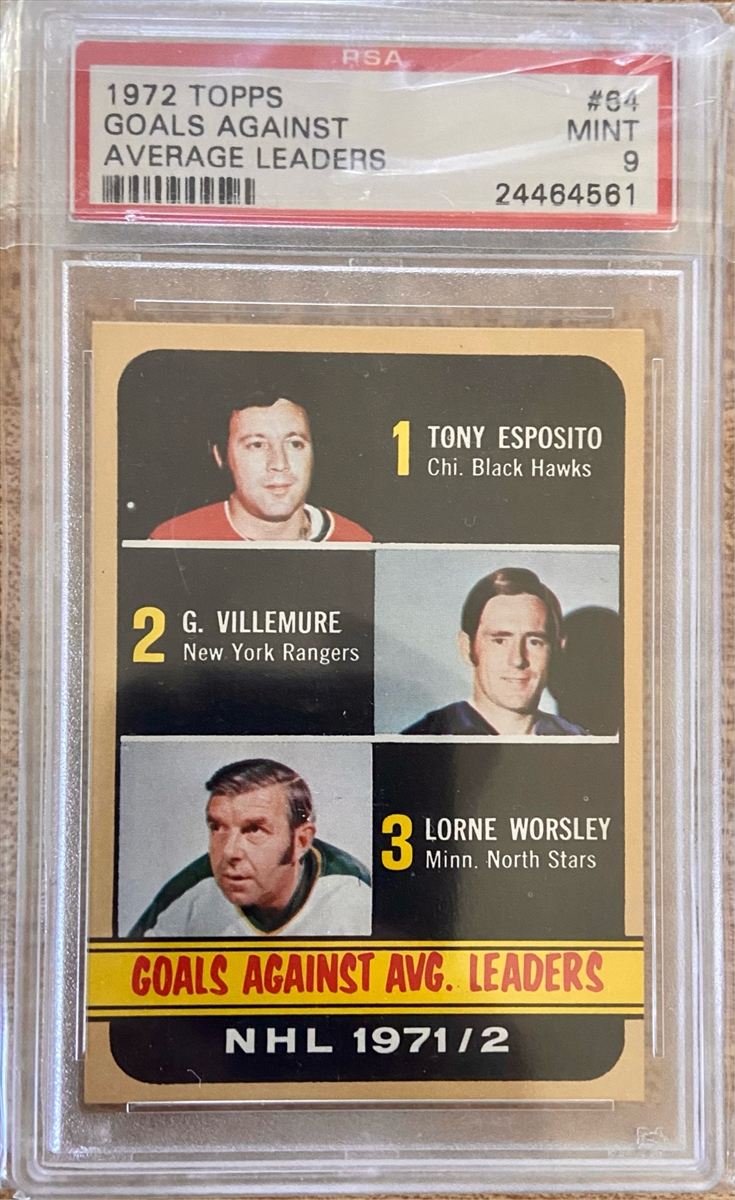 PSA
1972 TOPPS #64
GOALS AGAINST MINT
AVERAGE LEADERS 9
24464561
1 TONY ESPOSITO
Chi. Black Hawks
2 G. VILLEMURE
New York Rangers
3 LORNE WORSLEY
Minn. North Stars
GOALS AGAINST AVG. LEADERS
NHL 1971/2